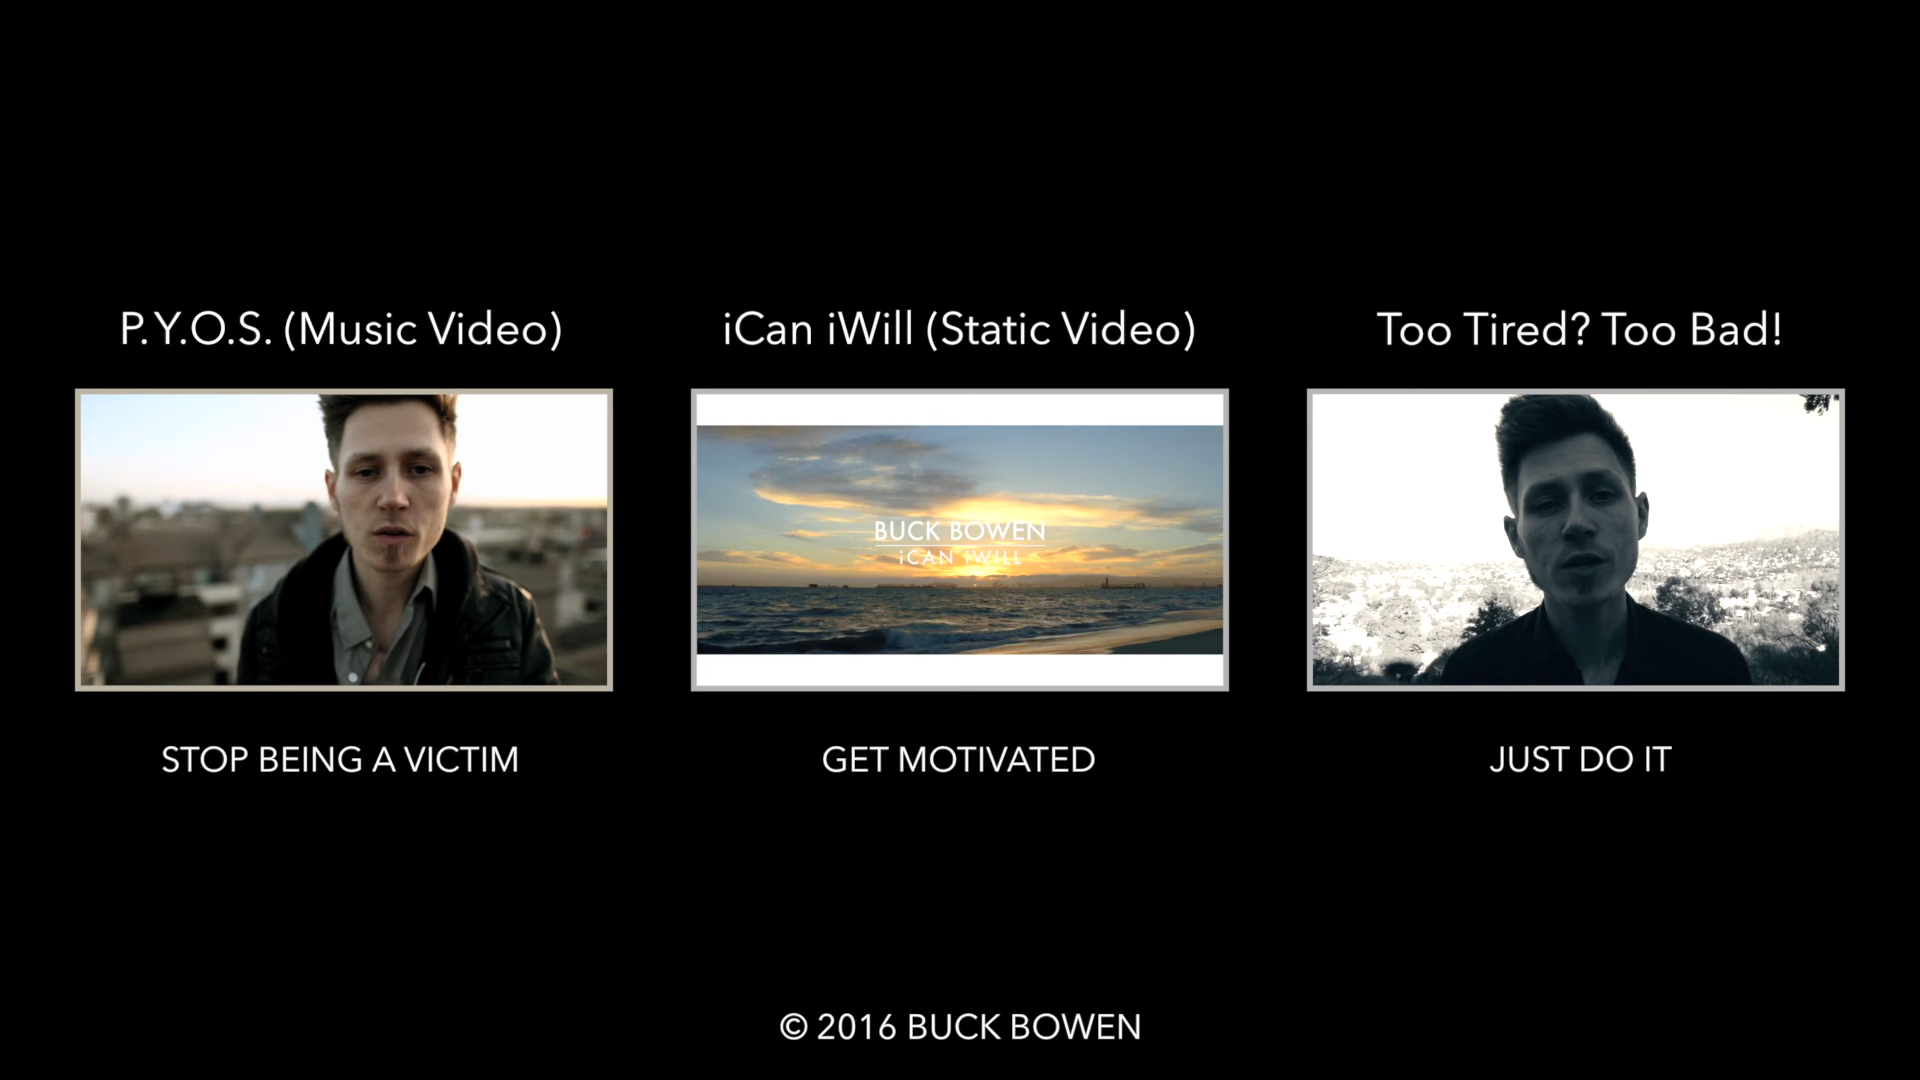 P.Y.O.S. (Music Video)
iCan iWill (Static Video)
Too Tired? Too Bad!
BUCK BOWEN
iCAN iWILL
STOP BEING A VICTIM
GET MOTIVATED
JUST DO IT
© 2016 BUCK BOWEN